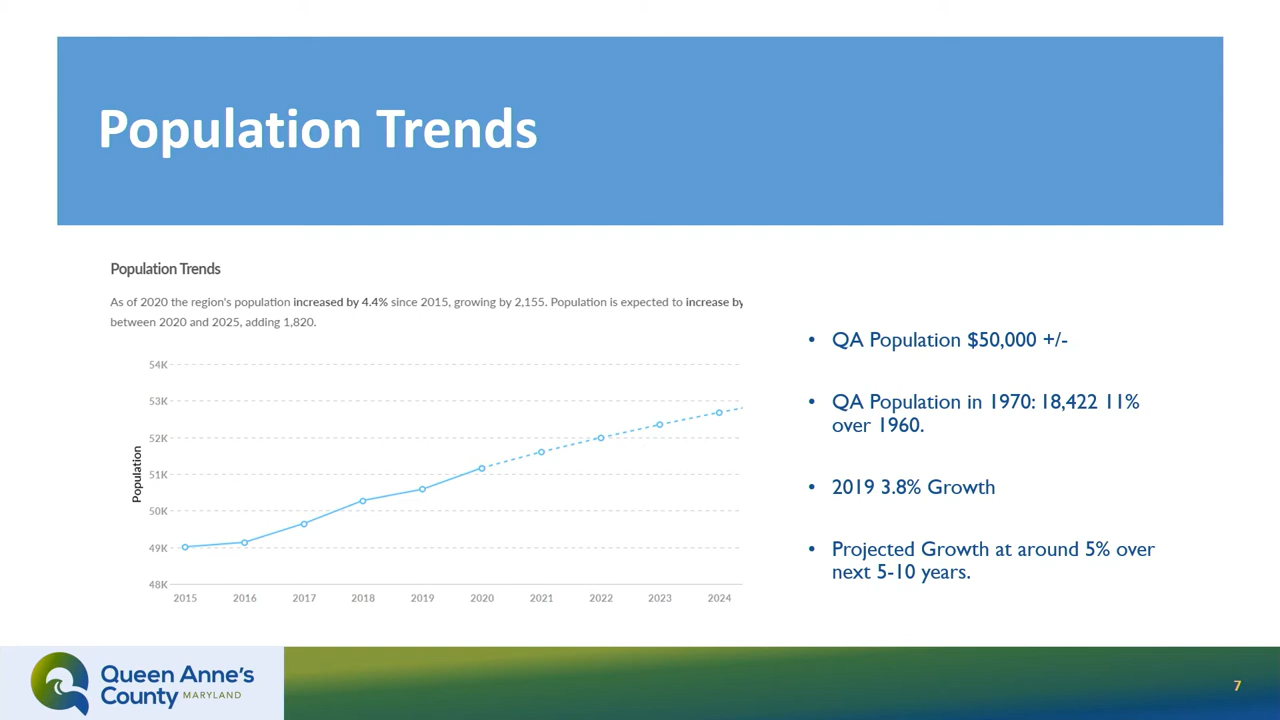 Population Trends
Population Trends
As of 2020 the region's population increased by 4.4% since 2015, growing by 2,155. Population is expected to increase by
between 2020 and 2025, adding 1,820.
54K
53K
52K
51K
50K
49K
48K
Population
2015 2016 2017 2018 2019 2020 2021 2022 2023 2024
• QA Population $50,000 +/-
• QA Population in 1970: 18,422 11%
over 1960.
• 2019 3.8% Growth
• Projected Growth at around 5% over
next 5-10 years.
Queen Anne's
County MARYLAND
7